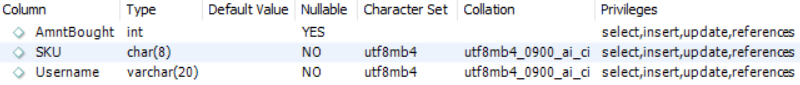 Column Type Default Value Nullable Character Set Collation Privileges
AmntBought int YES select,insert,update,references
SKU char(8) NO utf8mb4 utf8mb4_0900_ai_ci select,insert,update,references
Username varchar(20) NO utf8mb4 utf8mb4_0900_ai_ci select,insert,update,references